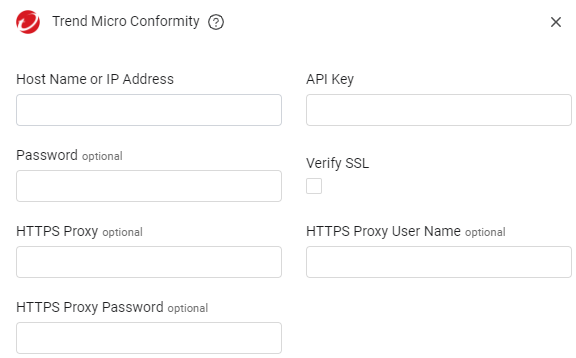 Trend Micro Conformity ?
Host Name or IP Address
API Key
Password optional
Verify SSL
HTTPS Proxy optional
HTTPS Proxy User Name optional
HTTPS Proxy Password optional